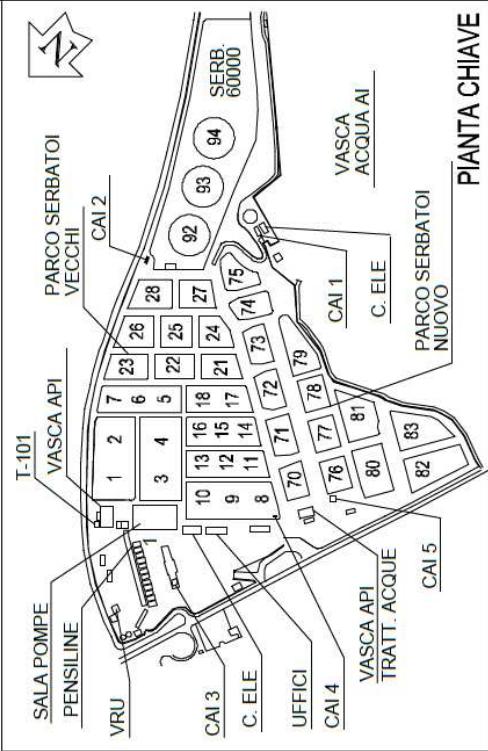 N
T-101
VASCA API
PARCO SERBATOI
VECCHI
CAI 2
SALA POMPE
PENSILINE
VRU
SERB.
60000
VASCA
ACQUA AI
PIANTA CHIAVE
1
2
3
4
7
6
5
23
26
28
22
25
27
21
24
92
93
94
1
10
9
8
13
12
11
16
15
14
18
17
70
71
72
73
74
75
76
77
78
79
80
81
82
83
CAI 3
C. ELE
UFFICI
CAI 4
VASCA API
TRATT. ACQUE
CAI 5
CAI 1
C. ELE
PARCO SERBATOI
NUOVO